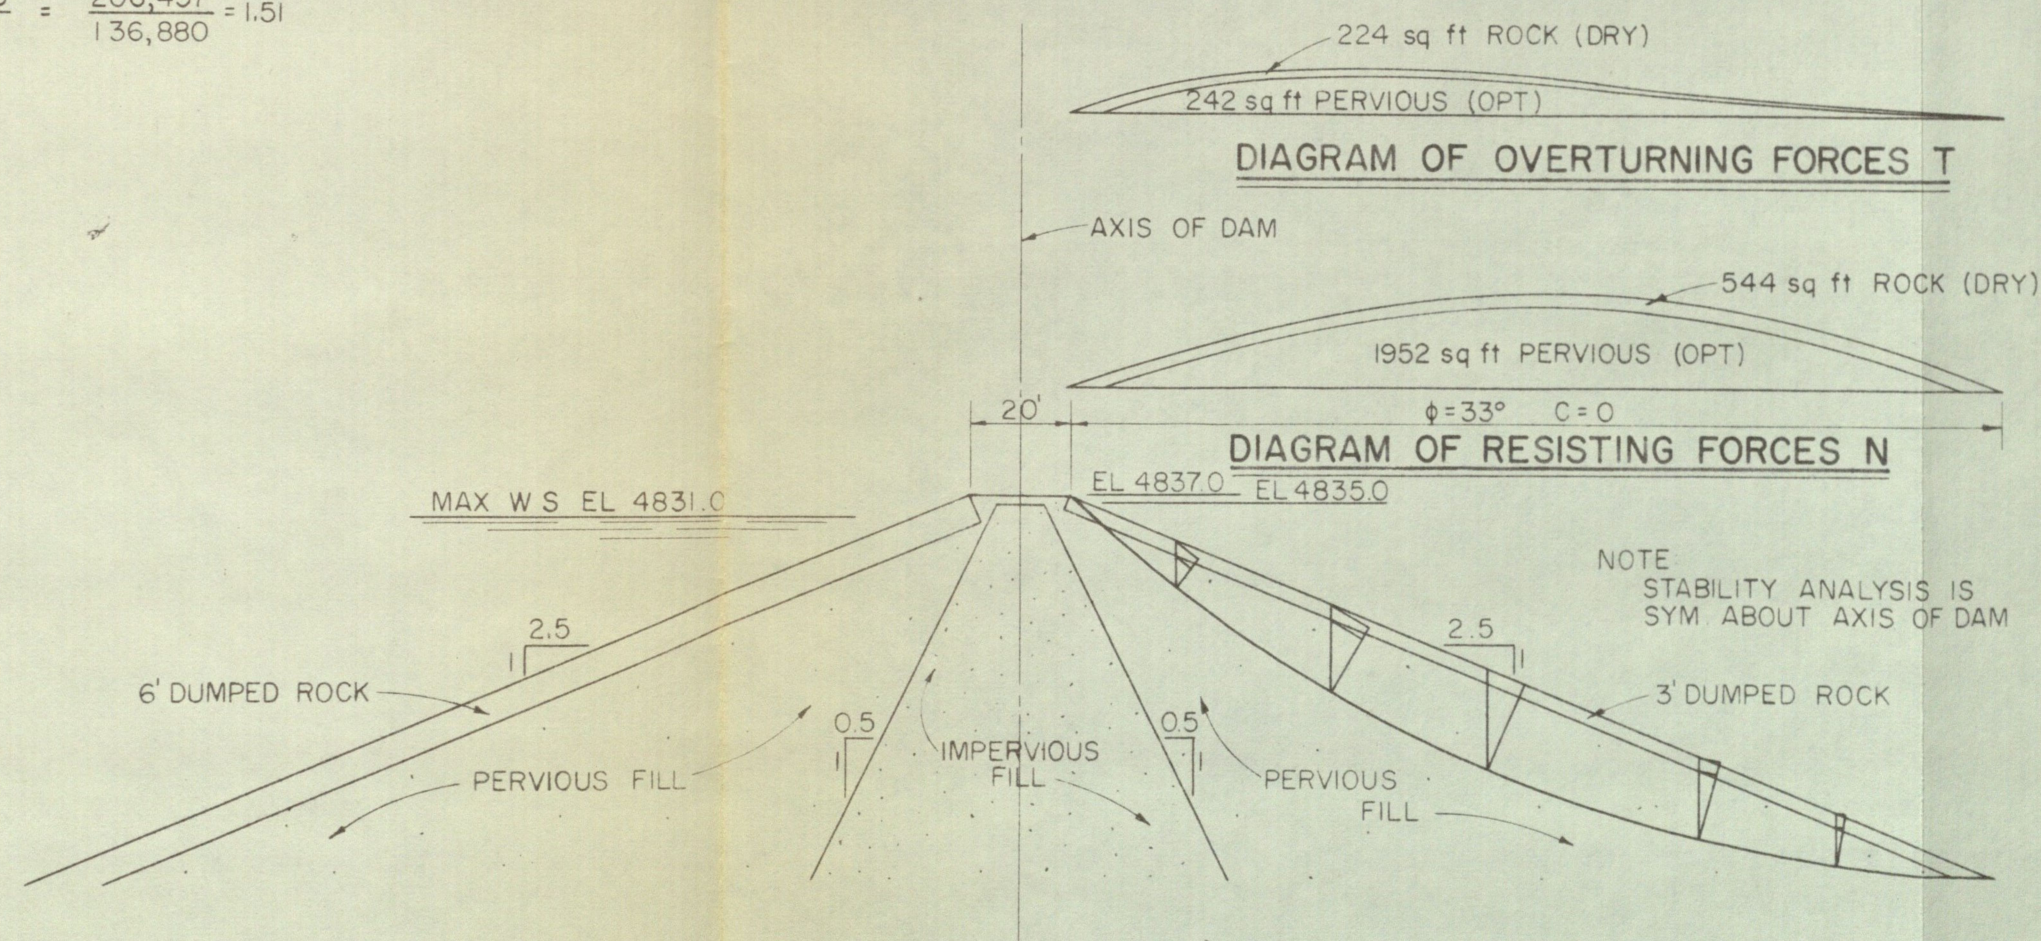 = 1.51
136,880
224 sq ft ROCK (DRY)
242 sq ft PERVIOUS (OPT)
DIAGRAM OF OVERTURNING FORCES T
AXIS OF DAM
544 sq ft ROCK (DRY)
1952 sq ft PERVIOUS (OPT)
20'
ϕ=33° C=0
DIAGRAM OF RESISTING FORCES N
EL 4837.0 EL 4835.0
MAX W S EL 4831.0
NOTE
STABILITY ANALYSIS IS
SYM. ABOUT AXIS OF DAM
2.5
1
2.5
1
6' DUMPED ROCK
3' DUMPED ROCK
0.5
1
0.5
1
IMPERVIOUS
FILL
PERVIOUS FILL
PERVIOUS
FILL